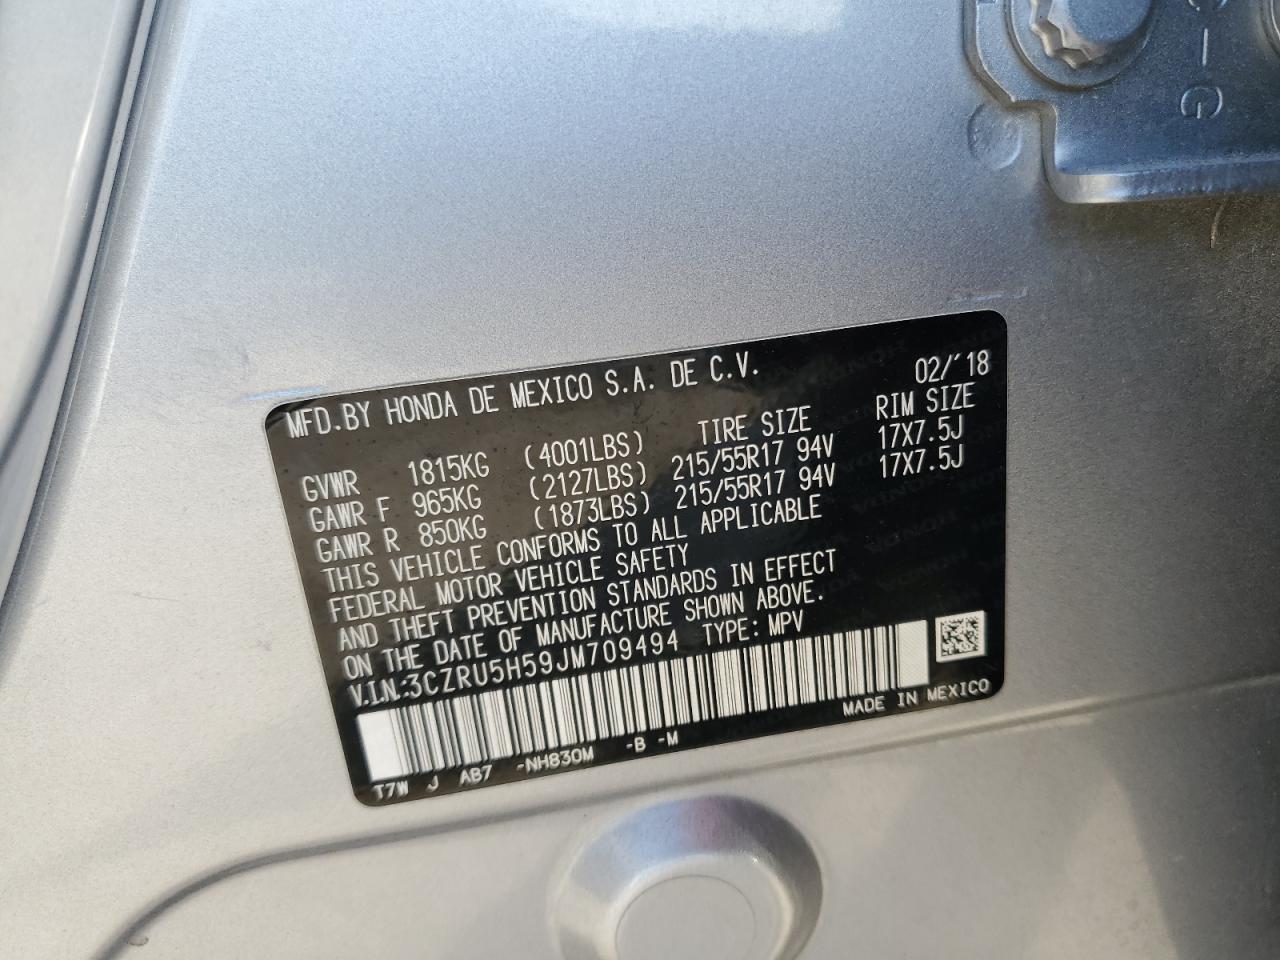 C-G
MFD.BY HONDA DE MEXICO S.A. DE C.V. 02/'18
TIRE SIZE RIM SIZE
GVWR 1815KG (4001LBS)
GAWR F 965KG (2127LBS) 215/55R17 94V 17X7.5J
GAWR R 850KG (1873LBS) 215/55R17 94V 17X7.5J
THIS VEHICLE CONFORMS TO ALL APPLICABLE
FEDERAL MOTOR VEHICLE SAFETY
AND THEFT PREVENTION STANDARDS IN EFFECT
ON THE DATE OF MANUFACTURE SHOWN ABOVE.
V.I.N.:3CZRU5H59JM709494 TYPE: MPV
MADE IN MEXICO
T7W J AB7 -NH830M -B -M